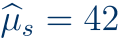 $\widehat{\mu}_s = 42$